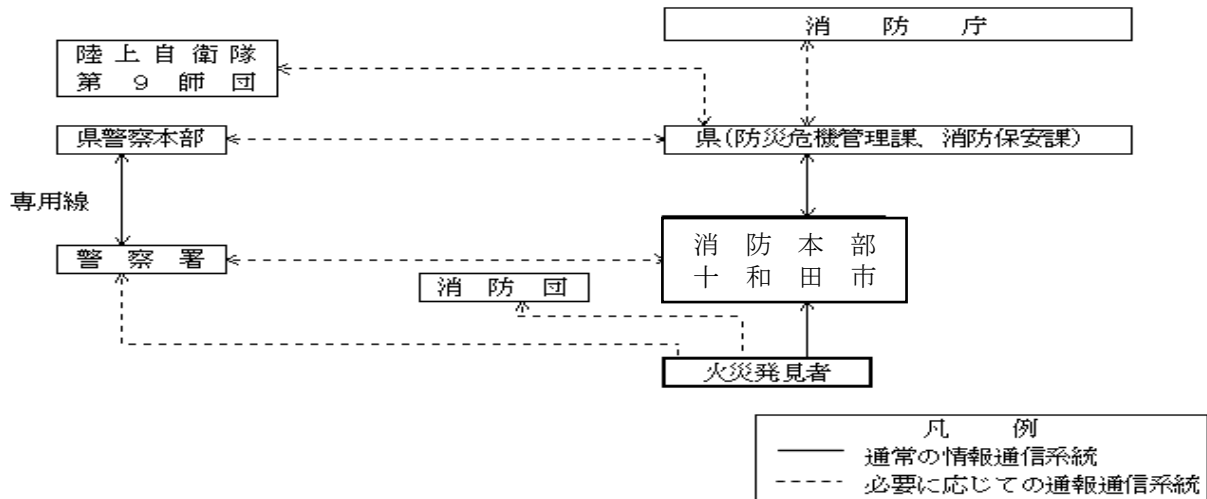 消防庁
陸上自衛隊
第9師団
県警察本部
県(防災危機管理課、消防保安課)
専用線
消防本部
十和田市
警察署
消防団
火災発見者
凡例
通常の情報通信系統
必要に応じての通報通信系統